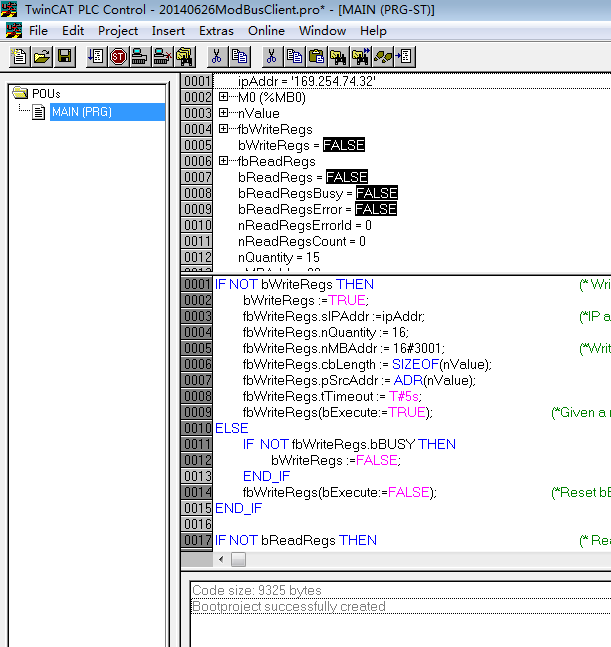 TwinCAT PLC Control - 20140626ModBusClient.pro* - [MAIN (PRG-ST)]
File Edit Project Insert Extras Online Window Help
POUs
MAIN (PRG)
0001 ipAddr = '169.254.74.32'
0002 M0 (%MB0)
0003 nValue
0004 fbWriteRegs
0005 bWriteRegs = FALSE
0006 fbReadRegs
0007 bReadRegs = FALSE
0008 bReadRegsBusy = FALSE
0009 bReadRegsError = FALSE
0010 nReadRegsErrorId = 0
0011 nReadRegsCount = 0
0012 nQuantity = 15
0001 IF NOT bWriteRegs THEN (* Wri
0002 bWriteRegs :=TRUE;
0003 fbWriteRegs.sIPAddr :=ipAddr; (*IP a
0004 fbWriteRegs.nQuantity := 16;
0005 fbWriteRegs.nMBAddr := 16#3001; (*Writ
0006 fbWriteRegs.cbLength := SIZEOF(nValue);
0007 fbWriteRegs.pSrcAddr := ADR(nValue);
0008 fbWriteRegs.tTimeout := T#5s;
0009 fbWriteRegs(bExecute:=TRUE); (*Given a
0010 ELSE
0011 IF NOT fbWriteRegs.bBUSY THEN
0012 bWriteRegs :=FALSE;
0013 END_IF
0014 fbWriteRegs(bExecute:=FALSE); (*Reset bE
0015 END_IF
0016
0017 IF NOT bReadRegs THEN (* Rea
Code size: 9325 bytes
Bootproject successfully created